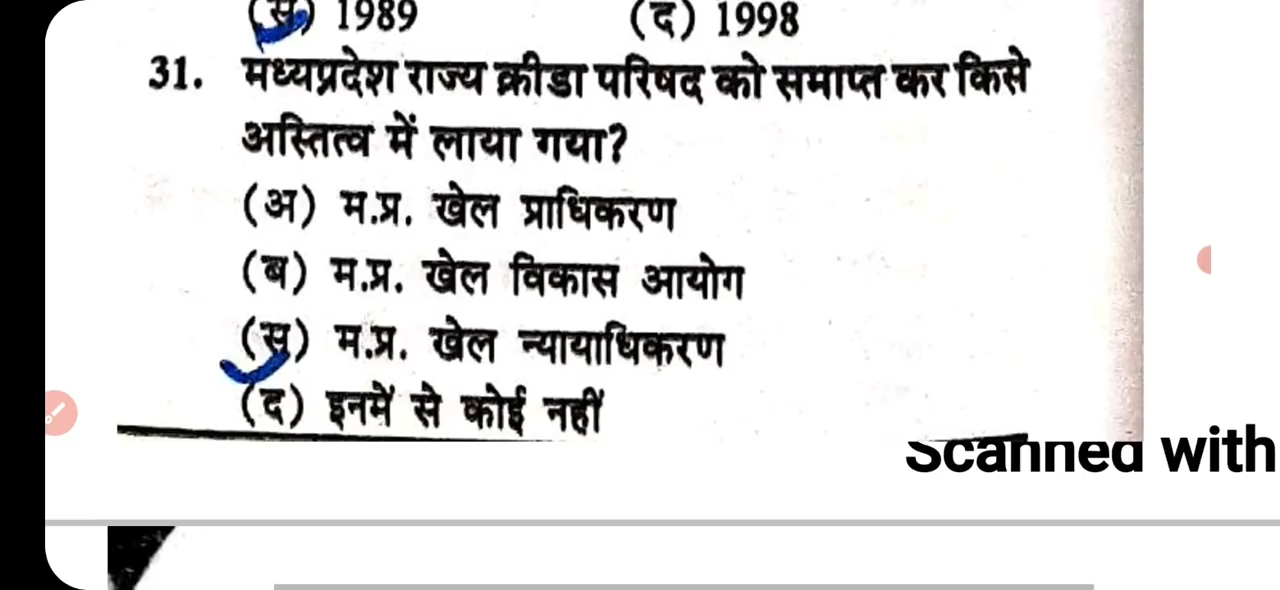 (स) 1989 (द) 1998
31. मध्यप्रदेश राज्य क्रीडा परिषद को समाप्त कर किसे
अस्तित्व में लाया गया?
(अ) म.प्र. खेल प्राधिकरण
(ब) म.प्र. खेल विकास आयोग
(स) म.प्र. खेल न्यायाधिकरण
(द) इनमें से कोई नहीं
Scanned with